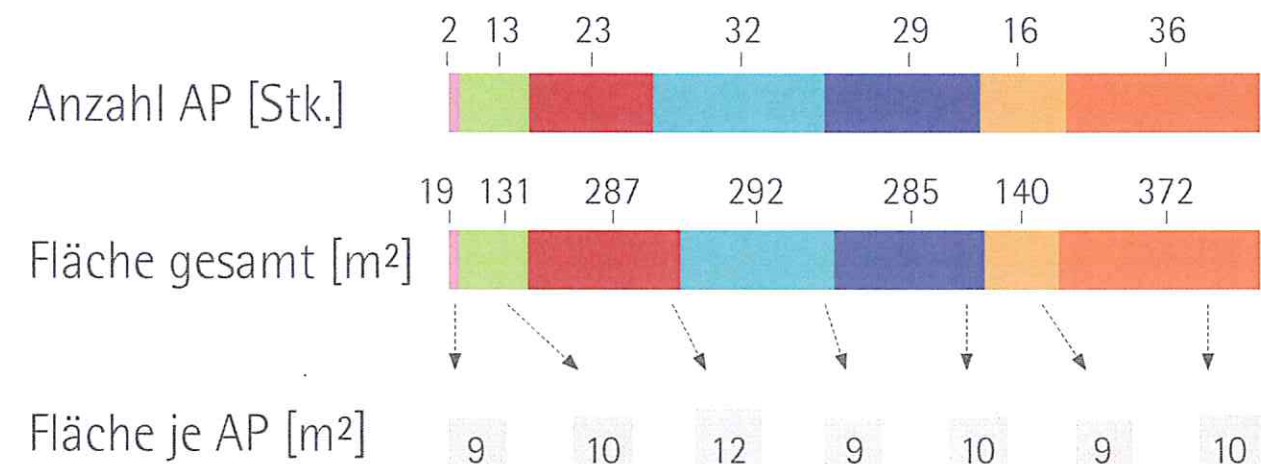 2 13 23 32 29 16 36
Anzahl AP [Stk.]
19 131 287 292 285 140 372
Fläche gesamt [m²]
Fläche je AP [m²]
9 10 12 9 10 9 10